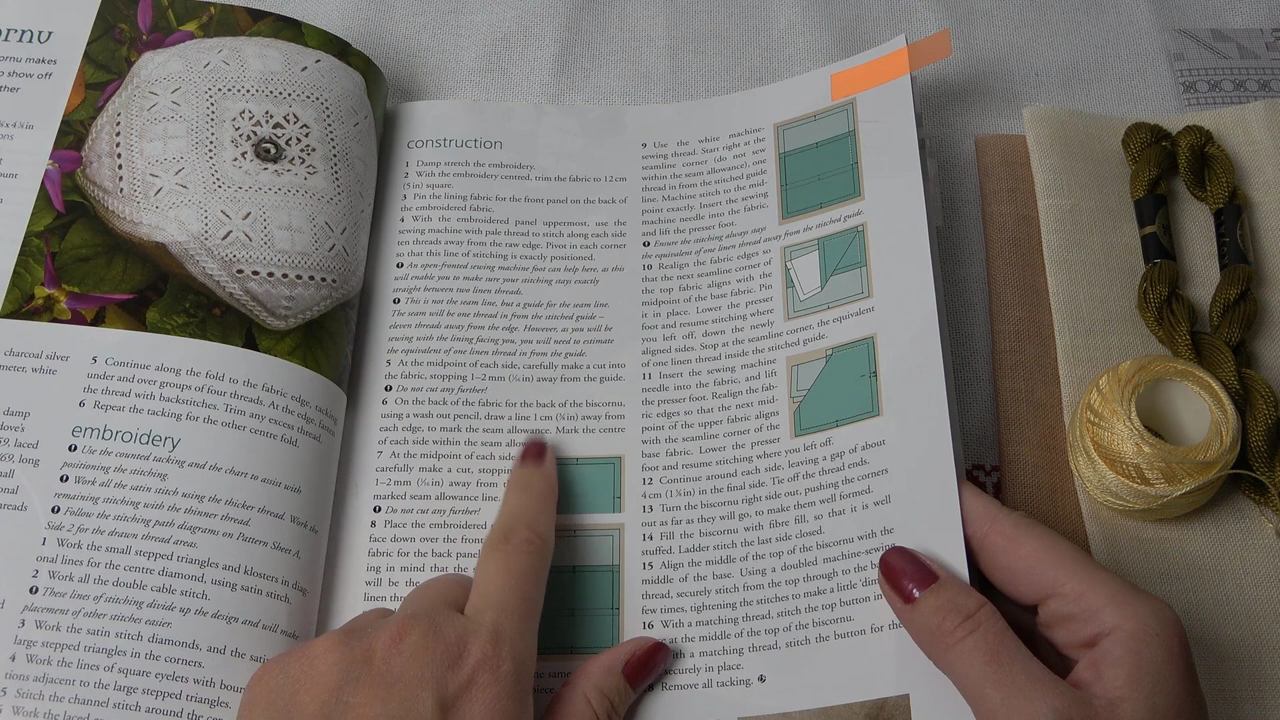 ornu
ornu makes
o show off
ther
charcoal silver
meter, white
damp
5 Continue along the fold to the fabric edge, tacking
under and over groups of four threads. At the edge, fasten
the thread with backstitches. Trim any excess thread.
6 Repeat the tacking for the other centre fold.
embroidery
Use the counted tacking and the chart to assist with
positioning the stitching.
Work all the satin stitch using the thicker thread. Work the
remaining stitching with the thinner thread.
Follow the stitching path diagrams on Pattern Sheet A,
Side 2 for the drawn thread areas.
1 Work the small stepped triangles and klosters in diag-
onal lines for the centre diamond, using satin stitch.
2 Work all the double cable stitch.
These lines of stitching divide up the design and will make
placement of other stitches easier.
3 Work the satin stitch diamonds, and the satin
large stepped triangles in the corners.
4 Work the lines of square eyelets with
tions adjacent to the large stepped triangles.
5 Stitch the channel stitch around the
construction
1 Damp stretch the embroidery.
2 With the embroidery centred, trim the fabric to 12 cm
(5 in) square.
3 Pin the lining fabric for the front panel on the back of
the embroidered fabric.
4 With the embroidered panel uppermost, use the
sewing machine with pale thread to stitch along each side
ten threads away from the raw edge. Pivot in each corner
so that this line of stitching is exactly positioned.
An open-fronted sewing machine foot can help here, as this
will enable you to make sure your stitching stays exactly
straight between two linen threads.
This is not the seam line, but a guide for the seam line.
The seam will be one thread in from the stitched guide –
eleven threads away from the edge. However, as you will be
sewing with the lining facing you, you will need to estimate
the equivalent of one linen thread in from the guide.
5 At the midpoint of each side, carefully make a cut into
the fabric, stopping 1–2 mm (1/16 in) away from the guide.
Do not cut any further!
6 On the back of the fabric for the back of the biscornu,
using a wash out pencil, draw a line 1 cm (3/8 in) away from
each edge, to mark the seam allowance. Mark the centre
of each side within the seam
7 At the midpoint of each side
carefully make a cut,
1–2 mm (1/16 in) away from
marked seam allowance line.
Do not cut any further!
8 Place the embroidered
face down over the front
fabric for the back panel
ing in mind that the
will be the
linen
9 Use the white machine-
sewing thread. Start right at the
seamline corner (do not sew
within the seam allowance), one
thread in from the stitched guide
line. Machine stitch to the mid-
point exactly. Insert the sewing
machine needle into the fabric,
and lift the presser foot.
Ensure the stitching always stays
the equivalent of one linen thread away from the stitched guide.
10 Realign the fabric edges so
that the next seamline corner of
the top fabric aligns with the
midpoint of the base fabric. Pin
it in place. Lower the presser
foot and resume stitching where
you left off, down the newly
aligned sides. Stop at the seamline corner, the equivalent
of one linen thread inside the stitched guide.
11 Insert the sewing machine
needle into the fabric, and lift
the presser foot. Realign the fab-
ric edges so that the next mid-
point of the upper fabric aligns
with the seamline corner of the
base fabric. Lower the presser
foot and resume stitching where you left off.
12 Continue around each side, leaving a gap of about
4 cm (1 5/8 in) in the final side. Tie off the thread ends.
13 Turn the biscornu right side out, pushing the corners
out as far as they will go, to make them well formed.
14 Fill the biscornu with fibre fill, so that it is well
stuffed. Ladder stitch the last side closed.
15 Align the middle of the top of the biscornu with the
middle of the base. Using a doubled machine-sewing
thread, securely stitch from the top through to the
few times, tightening the stitches to make a little
16 With a matching thread, stitch the top button in
at the middle of the top of the biscornu.
with a matching thread, stitch the button for the
securely in place.
Remove all tacking.